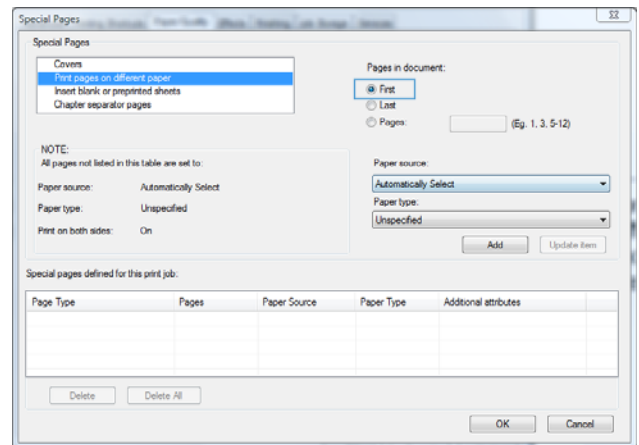 Special Pages
Paper/Quality
Special Pages
Covers
Print pages on different paper
Insert blank or preprinted sheets
Chapter separator pages
Pages in document:
First
Last
Pages:
(Eg. 1, 3, 5-12)
NOTE:
All pages not listed in this table are set to:
Paper source: Automatically Select
Paper type: Unspecified
Print on both sides: On
Paper source:
Automatically Select
Paper type:
Unspecified
Add Update item
Special pages defined for this print job:
Page Type Pages Paper Source Paper Type Additional attributes
Delete Delete All
OK Cancel